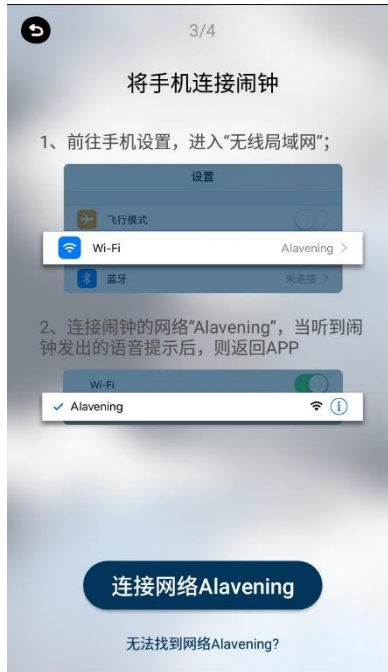 3/4
将手机连接闹钟
1、前往手机设置，进入“无线局域网”；
设置
飞行模式
Wi-Fi Alavening >
蓝牙 未连接 >
2、连接闹钟的网络“Alavening”，当听到闹
钟发出的语音提示后，则返回APP
Wi-Fi
Alavening
连接网络Alavening
无法找到网络Alavening?